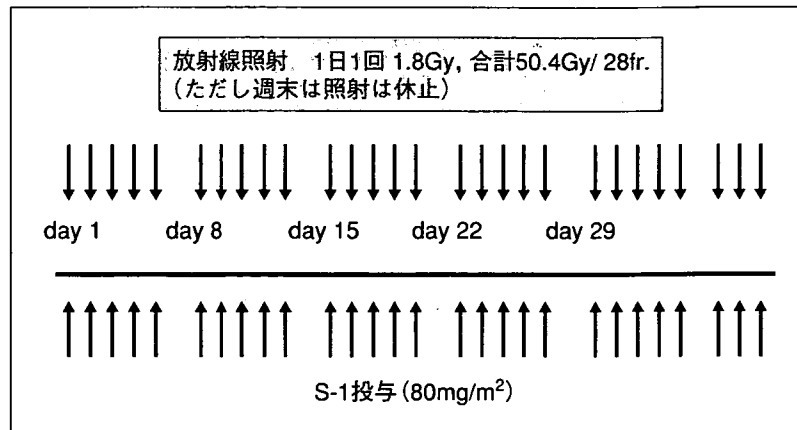 放射線照射　1日1回 1.8Gy, 合計50.4Gy/ 28fr.
（ただし週末は照射は休止）
day 1 day 8 day 15 day 22 day 29
S-1投与（80mg/m²）